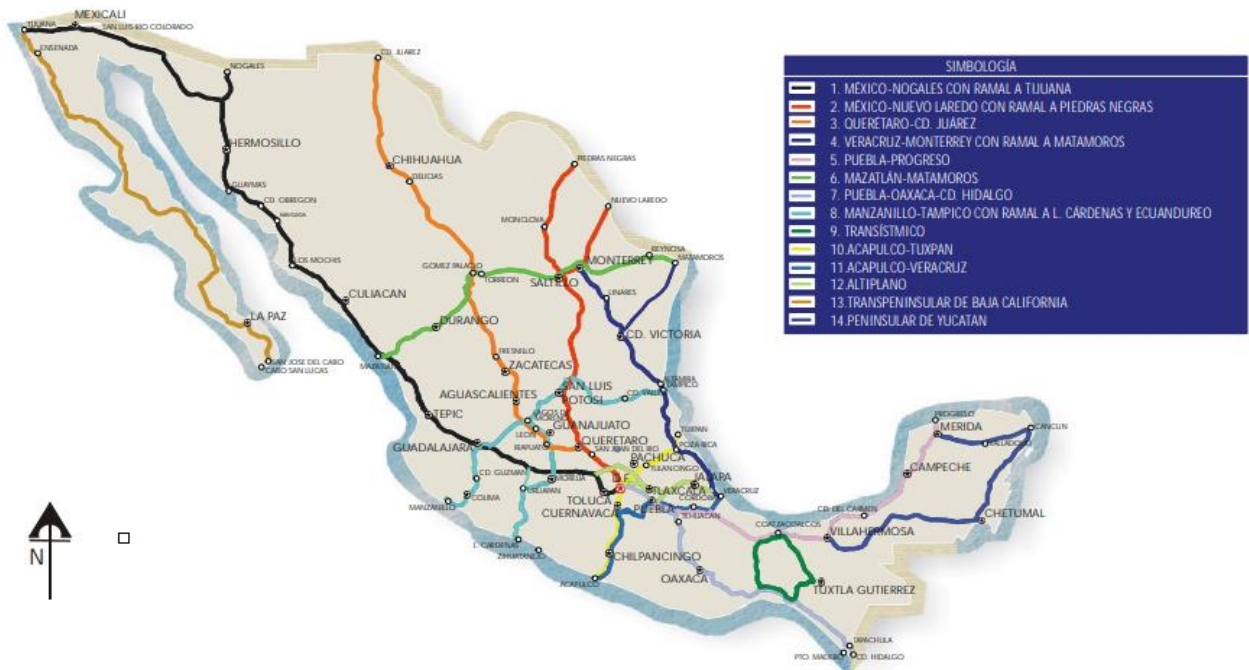 MEXICALI
TIJUANA
SAN LUIS RIO COLORADO
ENSENADA
NOGALES
CD. JUAREZ
HERMOSILLO
CHIHUAHUA
DELICIAS
PIEDRAS NEGRAS
GUAYMAS
CD. OBREGON
NUEVO LAREDO
MONCLOVA
LOS MOCHIS
REYNOSA
MATAMOROS
MONTERREY
GOMEZ PALACIO
TORREON
SALTILLO
CULIACAN
LINARES
LA PAZ
DURANGO
CD. VICTORIA
SAN JOSE DEL CABO
CABO SAN LUCAS
MAZATLAN
FRESNILLO
ZACATECAS
ALTAMIRA
TAMPICO
SAN LUIS
POTOSI
AGUASCALIENTES
TEPIC
LEON
GUANAJUATO
TUXPAN
PROGRESO
CANCUN
MERIDA
GUADALAJARA
IRAPUATO
QUERETARO
SAN JUAN DEL RIO
POZA RICA
PACHUCA
TULANCINGO
CAMPECHE
CD. GUZMAN
MORELIA
D.F.
JALAPA
URUAPAN
TOLUCA
TLAXCALA
VERACRUZ
MANZANILLO
COLIMA
CUERNAVACA
PUEBLA
CORDOBA
TEHUACAN
CD. DEL CARMEN
CHETUMAL
COATZACOALCOS
VILLAHERMOSA
L. CARDENAS
ZIHUATANEJO
CHILPANCINGO
OAXACA
ACAPULCO
TUXTLA GUTIERREZ
TAPACHULA
PTO. MADERO
CD. HIDALGO
N
SIMBOLOGÍA
1. MÉXICO-NOGALES CON RAMAL A TIJUANA
2. MÉXICO-NUEVO LAREDO CON RAMAL A PIEDRAS NEGRAS
3. QUERÉTARO-CD. JUÁREZ
4. VERACRUZ-MONTERREY CON RAMAL A MATAMOROS
5. PUEBLA-PROGRESO
6. MAZATLÁN-MATAMOROS
7. PUEBLA-OAXACA-CD. HIDALGO
8. MANZANILLO-TAMPICO CON RAMAL A L. CÁRDENAS Y ECUANDUREO
9. TRANSÍSTMICO
10.ACAPULCO-TUXPAN
11.ACAPULCO-VERACRUZ
12.ALTIPLANO
13.TRANSPENINSULAR DE BAJA CALIFORNIA
14.PENINSULAR DE YUCATAN